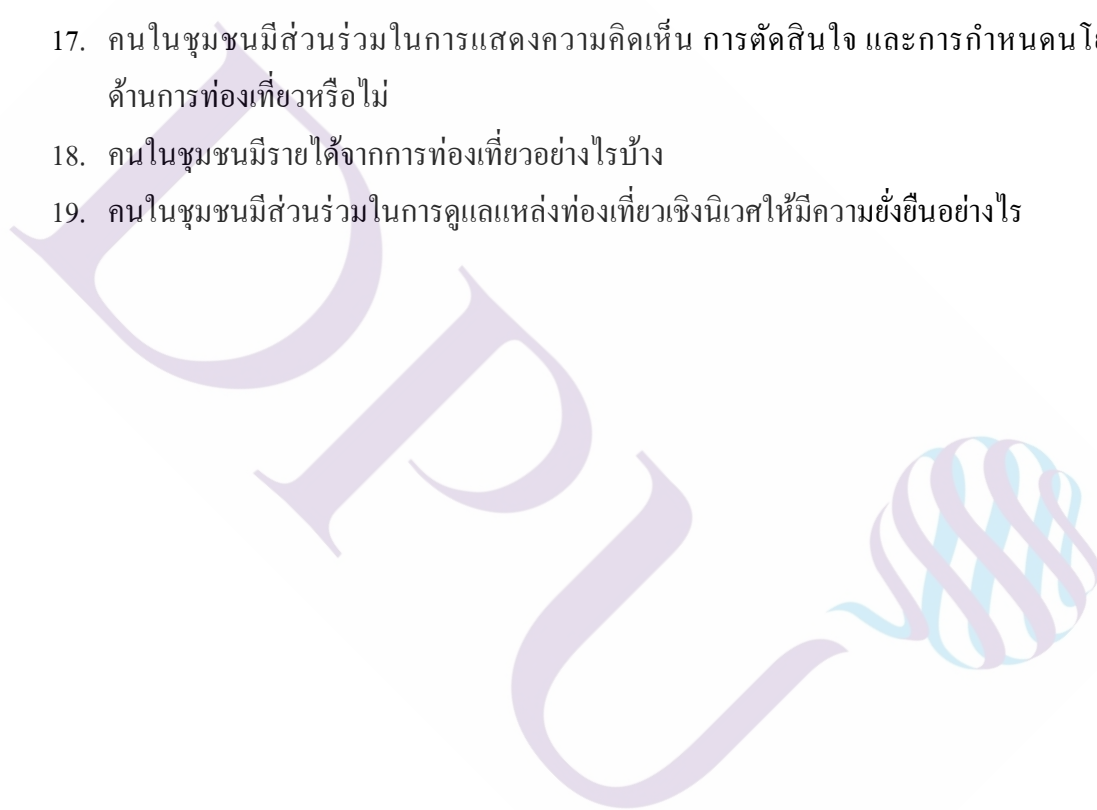 17. คนในชุมชนมีส่วนร่วมในการแสดงความคิดเห็น การตัดสินใจ และการกำหนดนโย
ด้านการท่องเที่ยวหรือไม่
18. คนในชุมชนมีรายได้จากการท่องเที่ยวอย่างไรบ้าง
19. คนในชุมชนมีส่วนร่วมในการดูแลแหล่งท่องเที่ยวเชิงนิเวศให้มีความยั่งยืนอย่างไร
DPU